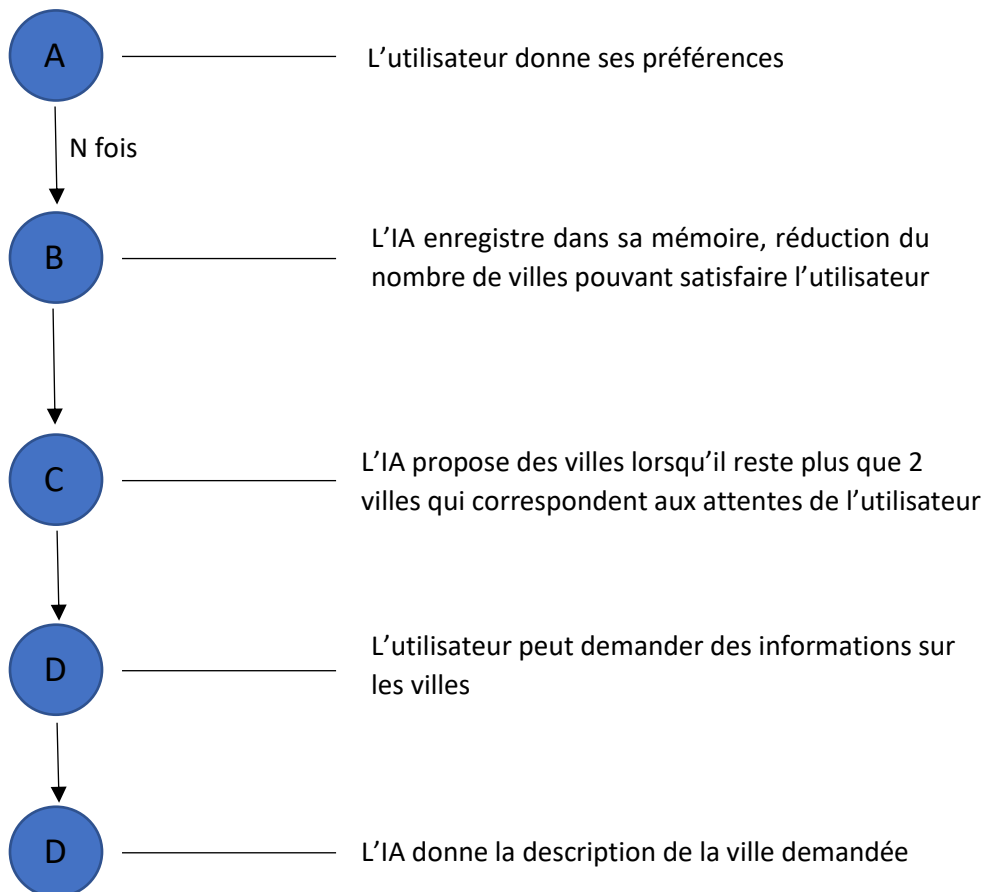 A
L’utilisateur donne ses préférences
N fois
B
L’IA enregistre dans sa mémoire, réduction du
nombre de villes pouvant satisfaire l’utilisateur
C
L’IA propose des villes lorsqu’il reste plus que 2
villes qui correspondent aux attentes de l’utilisateur
D
L’utilisateur peut demander des informations sur
les villes
D
L’IA donne la description de la ville demandée